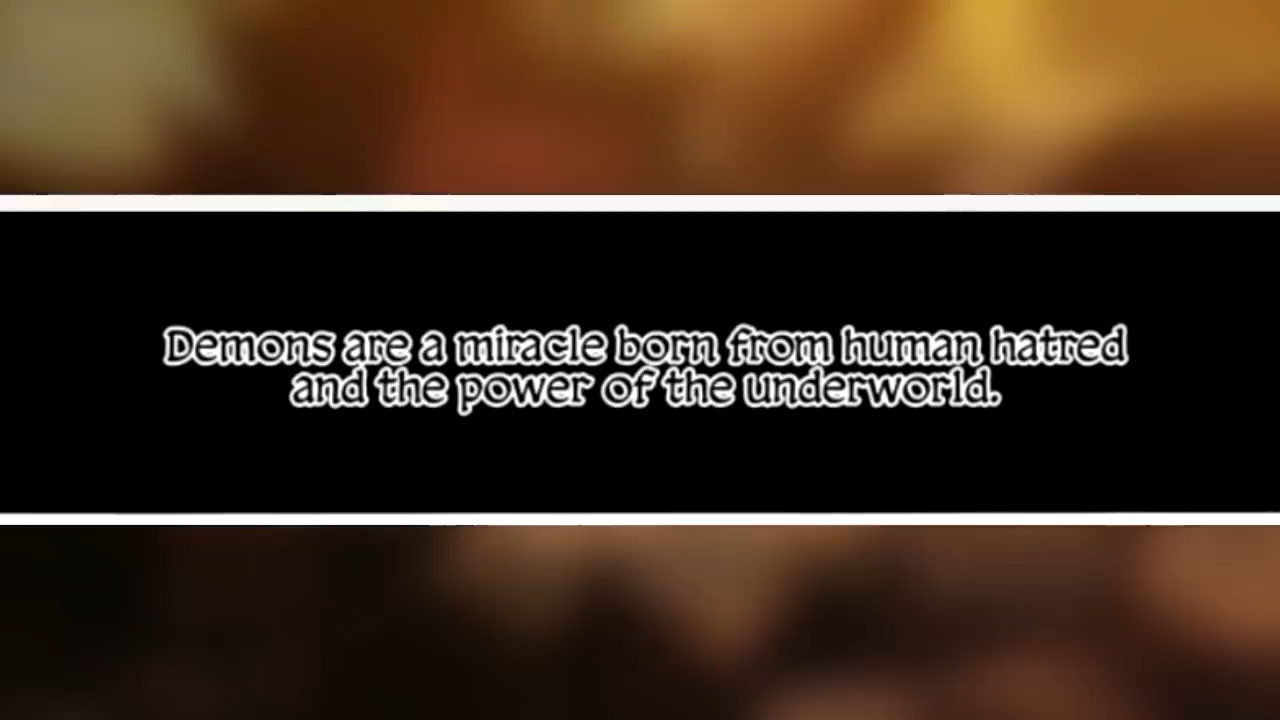 Demons are a miracle born from human hatred
and the power of the underworld.